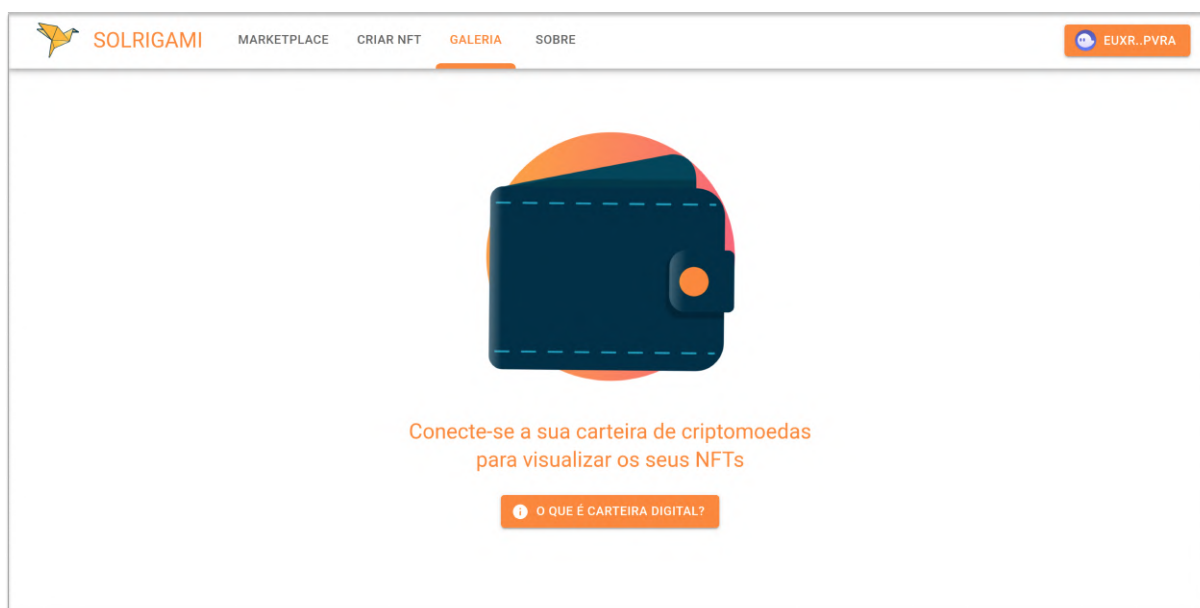 SOLRIGAMI MARKETPLACE CRIAR NFT GALERIA SOBRE EUXR..PVRA
Conecte-se a sua carteira de criptomoedas
para visualizar os seus NFTs
O QUE É CARTEIRA DIGITAL?